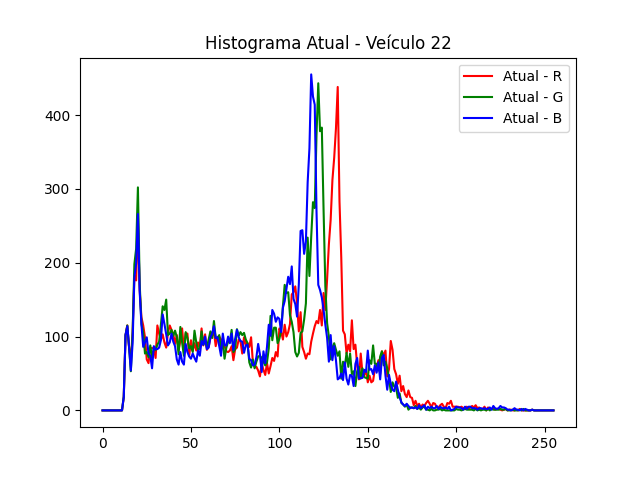 Histograma Atual - Veículo 22
Atual - R
Atual - G
Atual - B
400
300
200
100
0
0 50 100 150 200 250